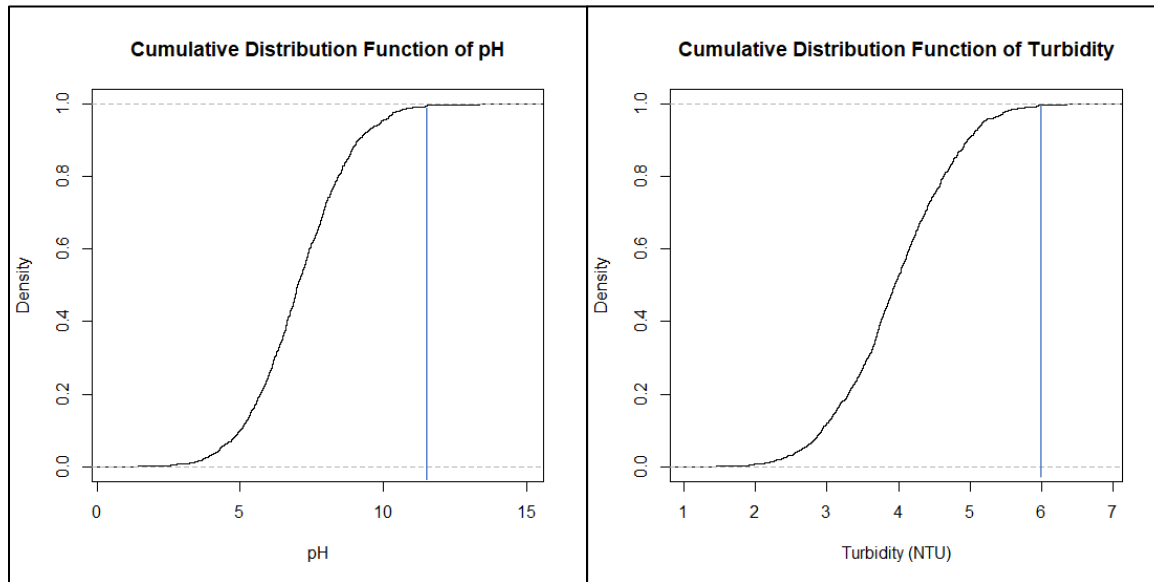 Cumulative Distribution Function of pH
1.0
0.8
0.6
0.4
0.2
0.0
Density
0 5 10 15
pH
Cumulative Distribution Function of Turbidity
1.0
0.8
0.6
0.4
0.2
0.0
Density
1 2 3 4 5 6 7
Turbidity (NTU)